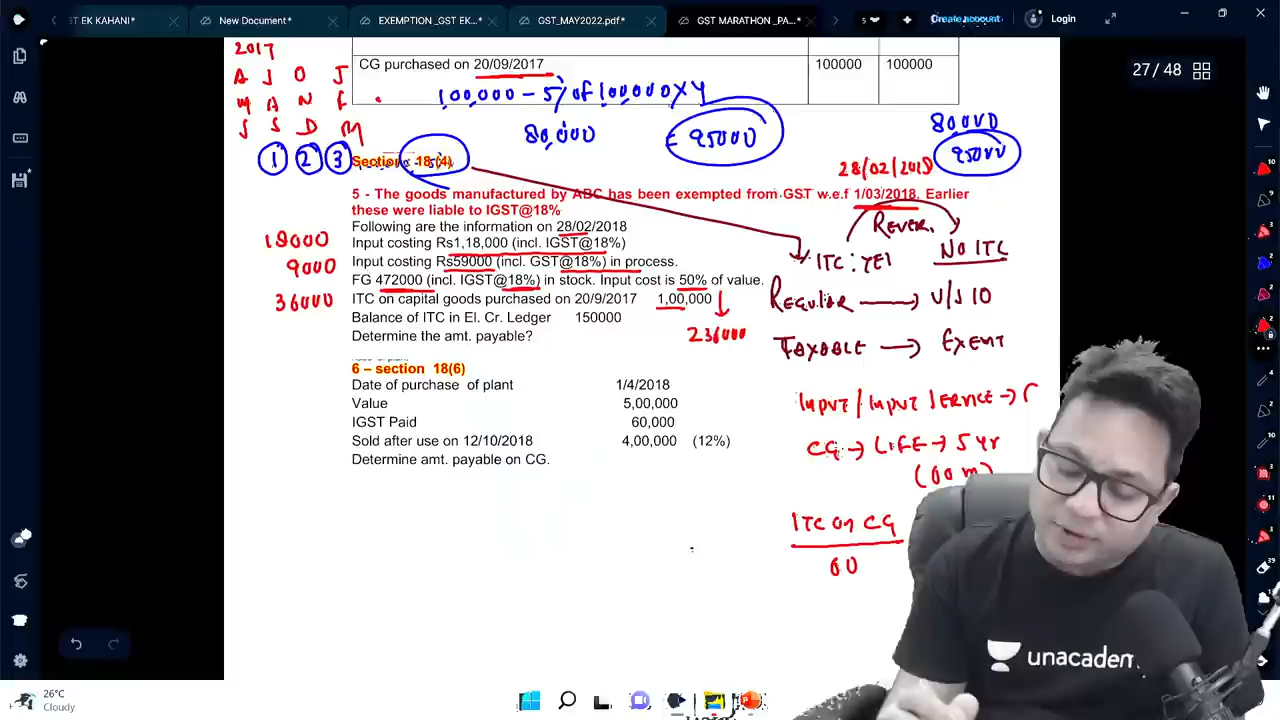 EK KAHANI*
New Document*
EXEMPTION _GST EK...*
GST_MAY2022.pdf*
GST MARATHON _PA...*
5
Create account
Login
27/48
2017
A J O J
M A N F
J S D M
CG purchased on 20/09/2017 100000 100000
100,000 - 5% of 100000 X 4
80,000 = 95000
80000
95000
1 2 3
Section 18 (4)
28/02/2018
5 - The goods manufactured by ABC has been exempted from GST w.e.f 1/03/2018. Earlier
these were liable to IGST@18%
Following are the information on 28/02/2018
18000 Input costing Rs1,18,000 (incl. IGST@18%)
9000 Input costing Rs59000 (incl. GST@18%) in process.
FG 472000 (incl. IGST@18%) in stock. Input cost is 50% of value.
36000 ITC on capital goods purchased on 20/9/2017 1,00,000
Balance of ITC in El. Cr. Ledger 150000
236000
Determine the amt. payable?
REVER.
ITC : YES NO ITC
REGULAR → U/S 10
TAXABLE → EXEMT
INPUT / INPUT SERVICE →
CG → LIFE → 5 Yr
(60 m)
ITC on CG
60
6 – section 18(6)
Date of purchase of plant 1/4/2018
Value 5,00,000
IGST Paid 60,000
Sold after use on 12/10/2018 4,00,000 (12%)
Determine amt. payable on CG.
unacadem
26°C
Cloudy